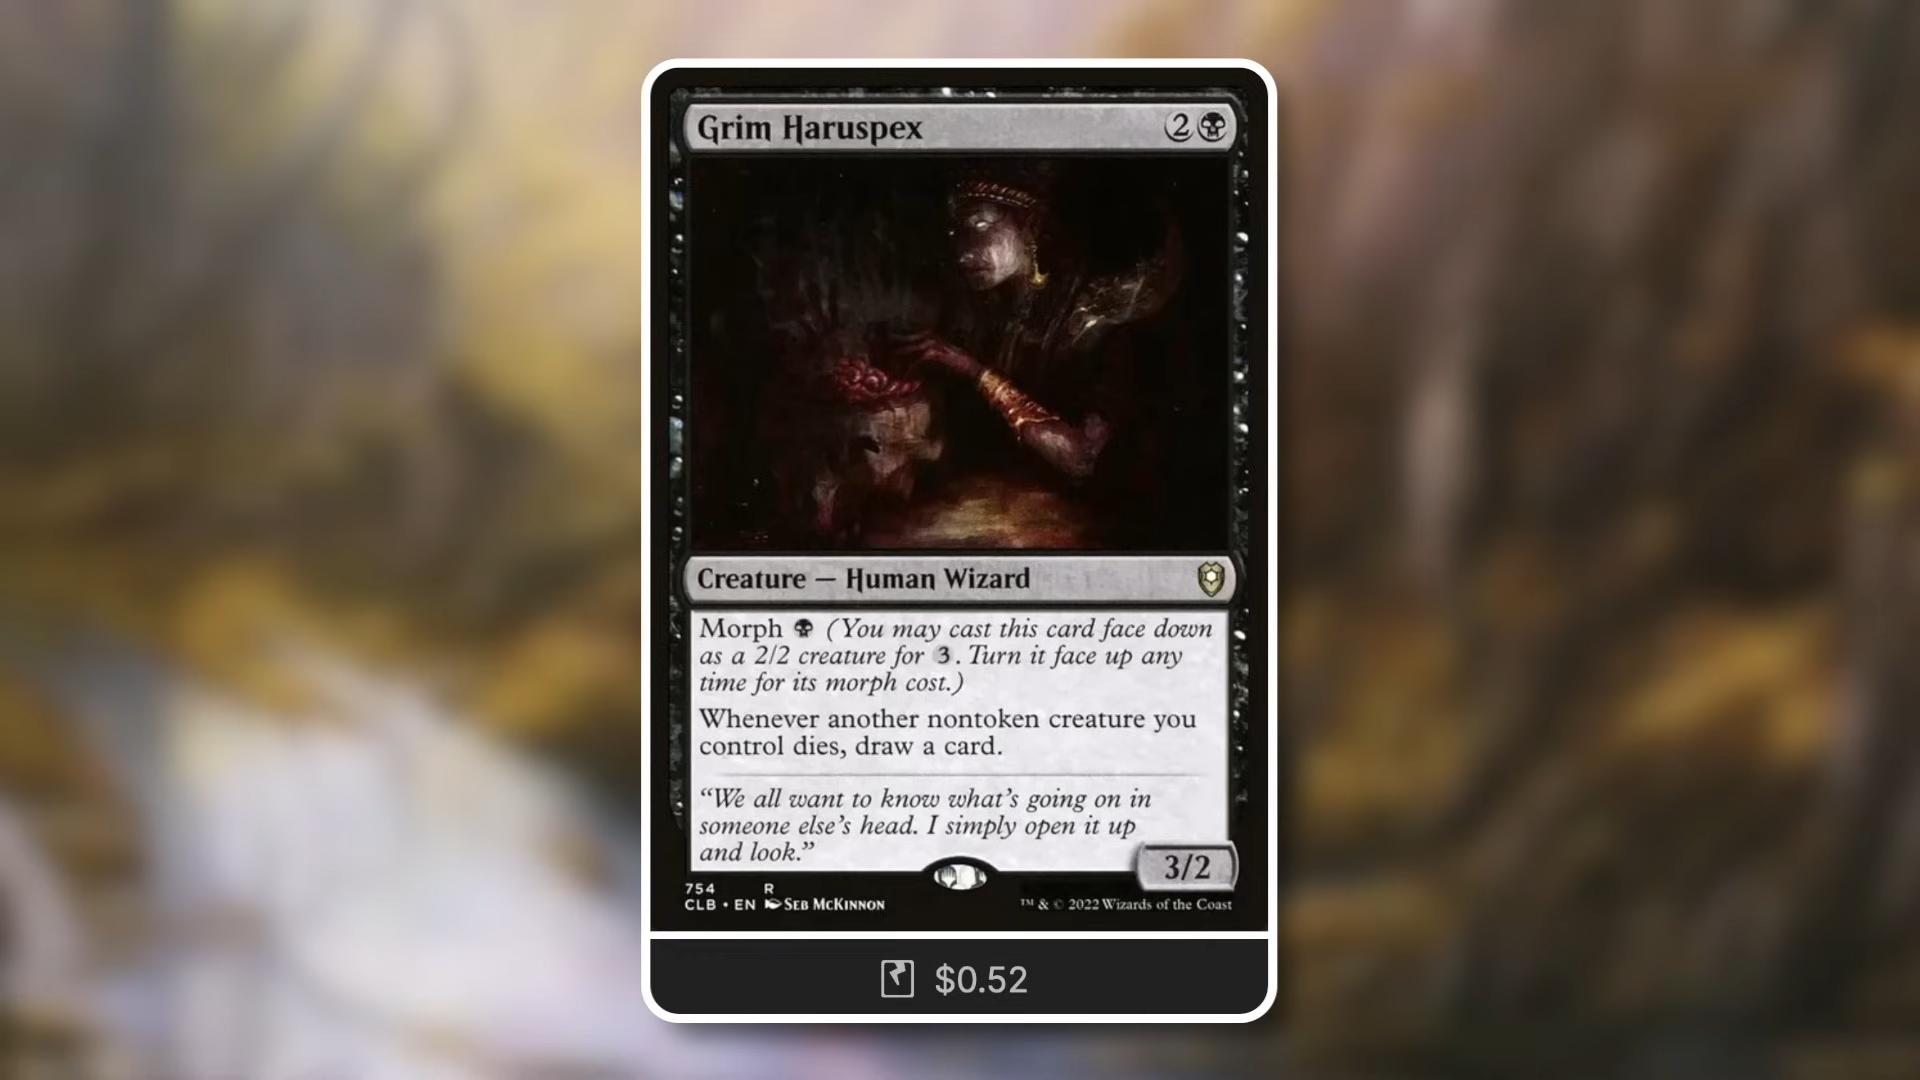 Grim Haruspex 2
Creature — Human Wizard
Morph (You may cast this card face down
as a 2/2 creature for 3. Turn it face up any
time for its morph cost.)
Whenever another nontoken creature you
control dies, draw a card.
“We all want to know what’s going on in
someone else’s head. I simply open it up
and look.”
3/2
754 R
CLB • EN Seb McKinnon
™ & © 2022 Wizards of the Coast
$0.52